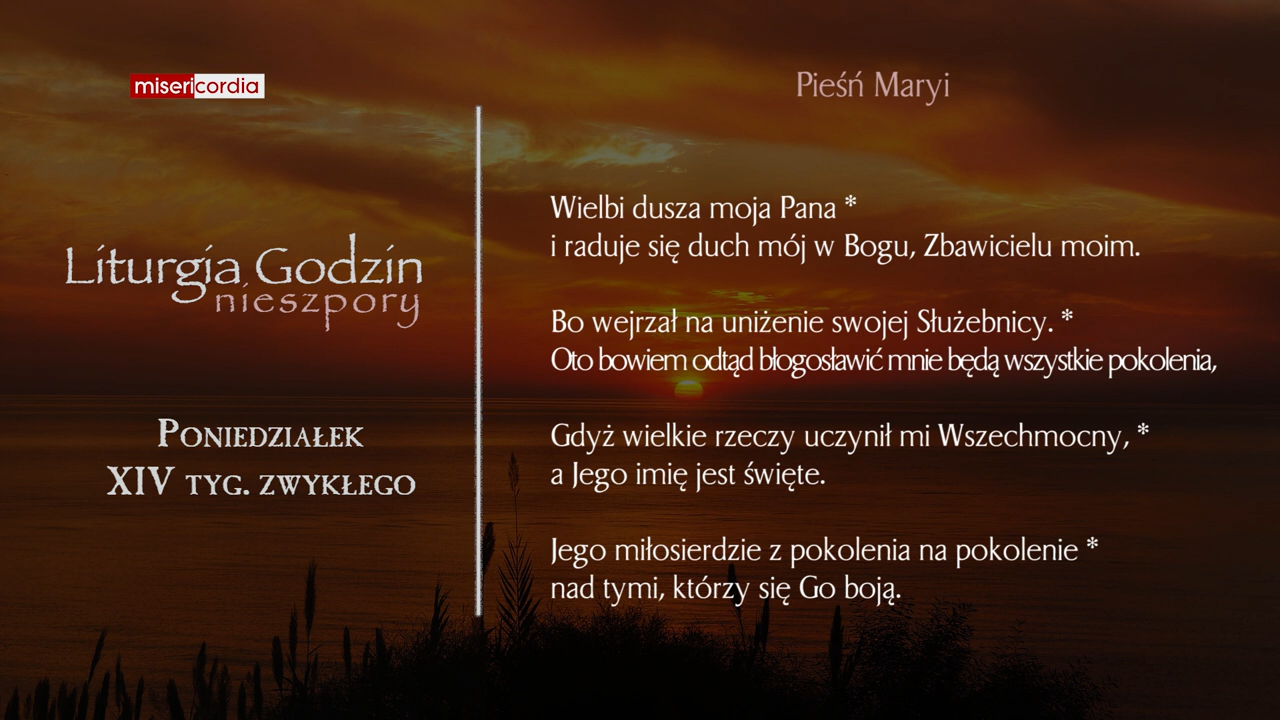 misericordia
Liturgia Godzin
nieszpory
Poniedziałek
XIV tyg. zwykłego
Pieśń Maryi
Wielbi dusza moja Pana *
i raduje się duch mój w Bogu, Zbawicielu moim.
Bo wejrzał na uniżenie swojej Służebnicy. *
Oto bowiem odtąd błogosławić mnie będą wszystkie pokolenia,
Gdyż wielkie rzeczy uczynił mi Wszechmocny, *
a Jego imię jest święte.
Jego miłosierdzie z pokolenia na pokolenie *
nad tymi, którzy się Go boją.